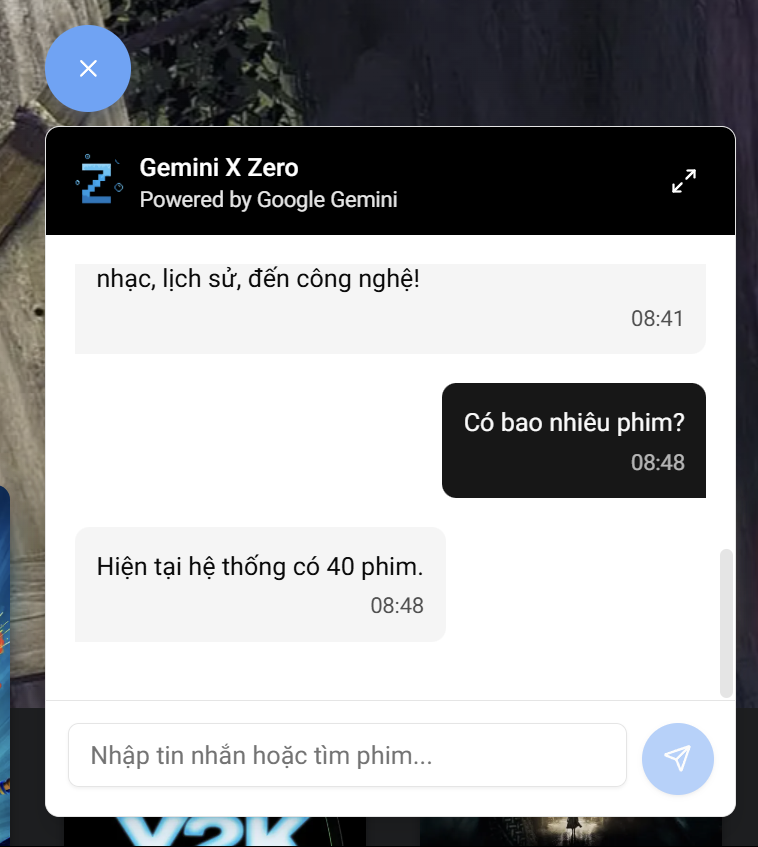 Gemini X Zero
Powered by Google Gemini
nhạc, lịch sử, đến công nghệ!
08:41
Có bao nhiêu phim?
08:48
Hiện tại hệ thống có 40 phim.
08:48
Nhập tin nhắn hoặc tìm phim...
Y2K